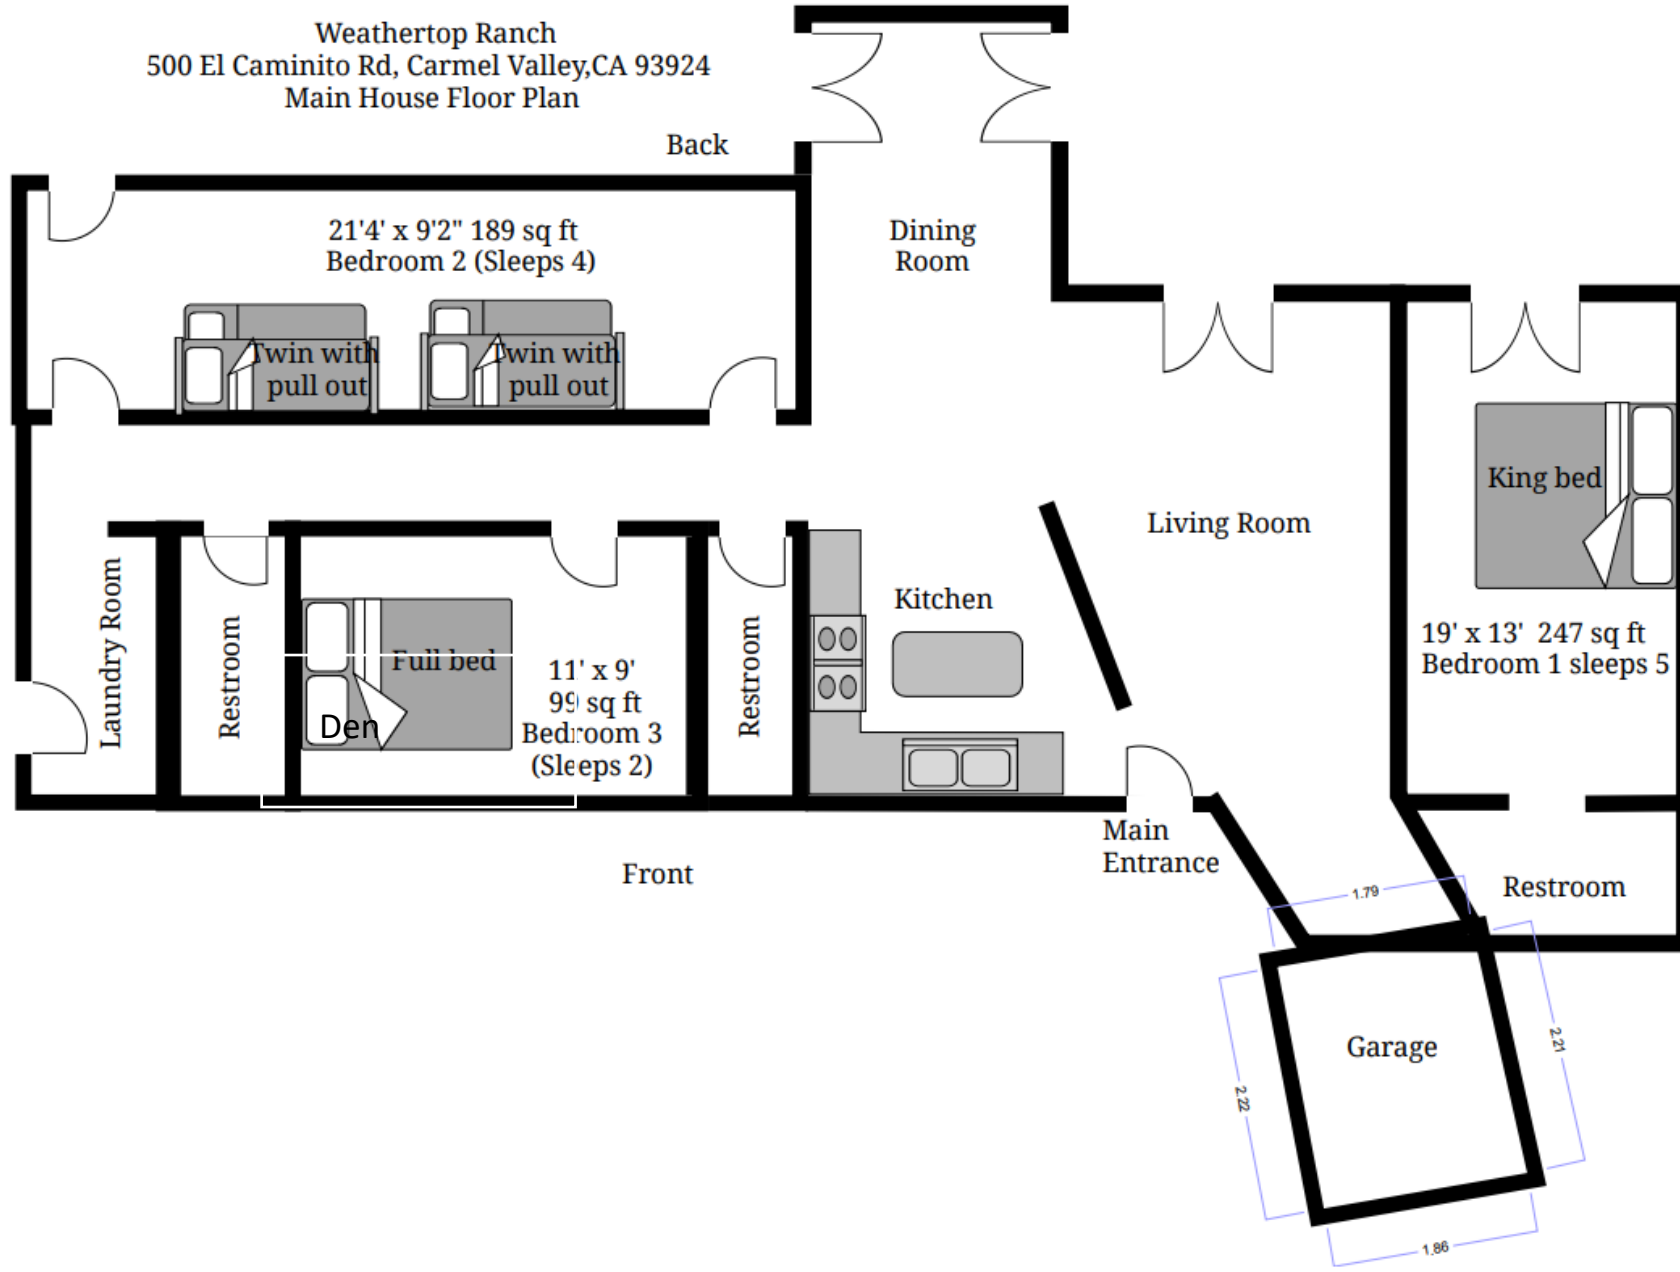 Weathertop Ranch
500 El Caminito Rd, Carmel Valley,CA 93924
Main House Floor Plan
Back
21'4' x 9'2" 189 sq ft
Bedroom 2 (Sleeps 4)
Dining
Room
Twin with
pull out
Twin with
pull out
King bed
Living Room
Kitchen
19' x 13'  247 sq ft
Bedroom 1 sleeps 5
Laundry Room
Restroom
Full bed
Den
11' x 9'
99 sq ft
Bedroom 3
(Sleeps 2)
Restroom
Main
Entrance
Front
Restroom
1.79
Garage
2.21
2.22
1.86